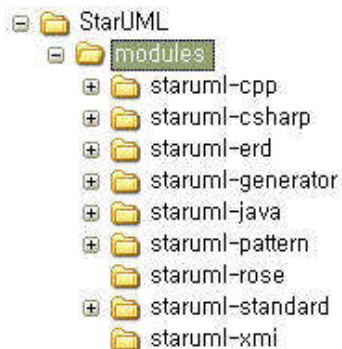 StarUML
modules
staruml-cpp
staruml-csharp
staruml-erd
staruml-generator
staruml-java
staruml-pattern
staruml-rose
staruml-standard
staruml-xmi